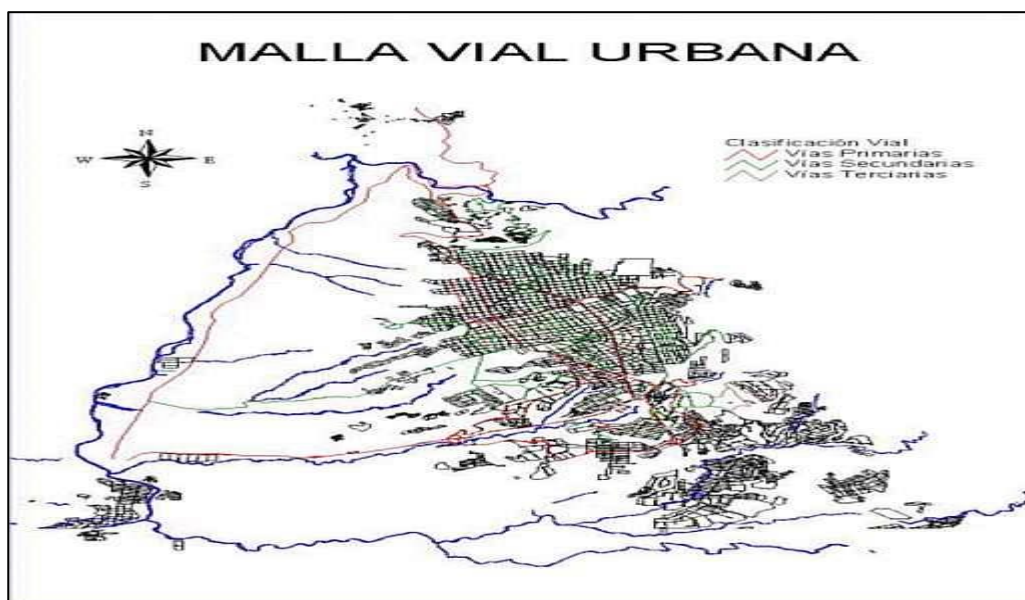 MALLA VIAL URBANA
N
W E
S
Clasificación Vial
Vías Primarias
Vías Secundarias
Vías Terciarias